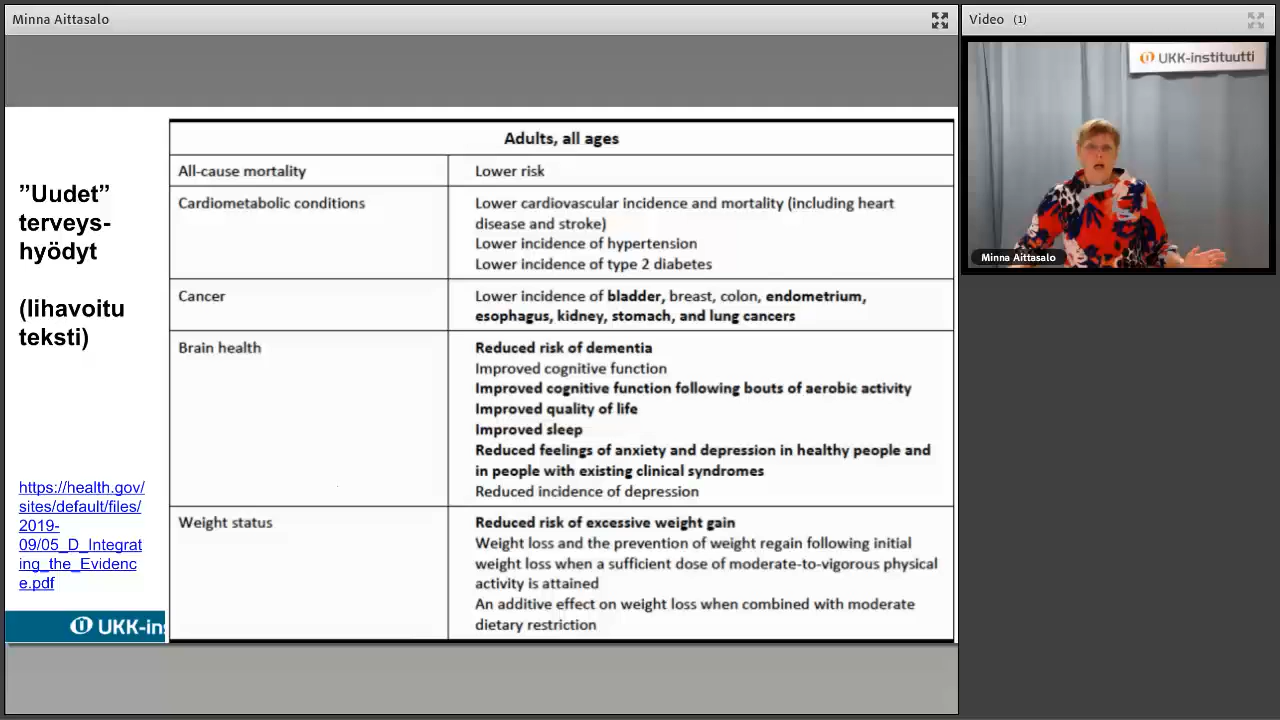 Minna Aittasalo
Video (1)
UKK-instituutti
Minna Aittasalo
”Uudet”
terveys-
hyödyt
(lihavoitu
teksti)
https://health.gov/
sites/default/files/
2019-
09/05_D_Integrat
ing_the_Evidenc
e.pdf
UKK-ins
Adults, all ages
All-cause mortality
Lower risk
Cardiometabolic conditions
Lower cardiovascular incidence and mortality (including heart
disease and stroke)
Lower incidence of hypertension
Lower incidence of type 2 diabetes
Cancer
Lower incidence of bladder, breast, colon, endometrium,
esophagus, kidney, stomach, and lung cancers
Brain health
Reduced risk of dementia
Improved cognitive function
Improved cognitive function following bouts of aerobic activity
Improved quality of life
Improved sleep
Reduced feelings of anxiety and depression in healthy people and
in people with existing clinical syndromes
Reduced incidence of depression
Weight status
Reduced risk of excessive weight gain
Weight loss and the prevention of weight regain following initial
weight loss when a sufficient dose of moderate-to-vigorous physical
activity is attained
An additive effect on weight loss when combined with moderate
dietary restriction